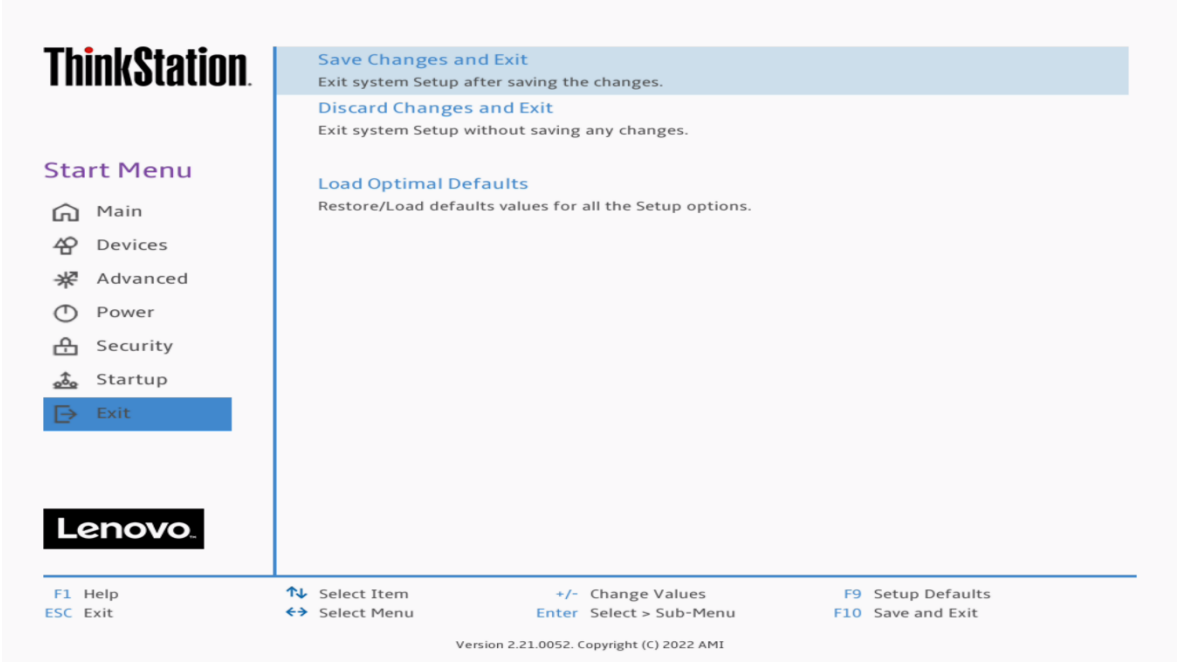 ThinkStation.
Start Menu
Main
Devices
Advanced
Power
Security
Startup
Exit
Lenovo
Save Changes and Exit
Exit system Setup after saving the changes.
Discard Changes and Exit
Exit system Setup without saving any changes.
Load Optimal Defaults
Restore/Load defaults values for all the Setup options.
F1 Help ↑↓ Select Item +/- Change Values F9 Setup Defaults
ESC Exit ←→ Select Menu Enter Select > Sub-Menu F10 Save and Exit
Version 2.21.0052. Copyright (C) 2022 AMI